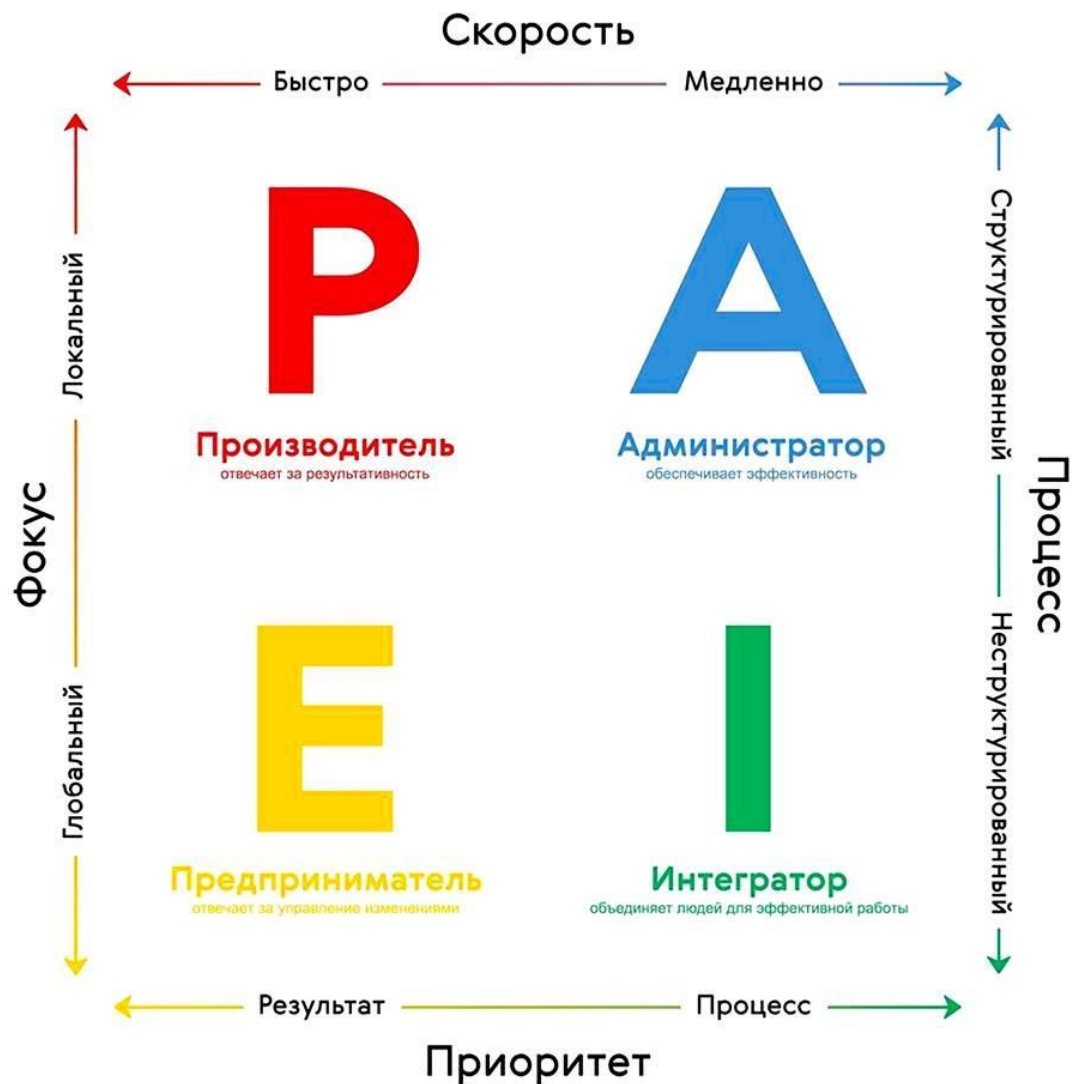 Скорость
Быстро
Медленно
Фокус
Локальный
Глобальный
P
Производитель
отвечает за результативность
A
Администратор
обеспечивает эффективность
E
Предприниматель
отвечает за управление изменениями
I
Интегратор
объединяет людей для эффективной работы
Процесс
Структурированный
Неструктурированный
Результат
Процесс
Приоритет